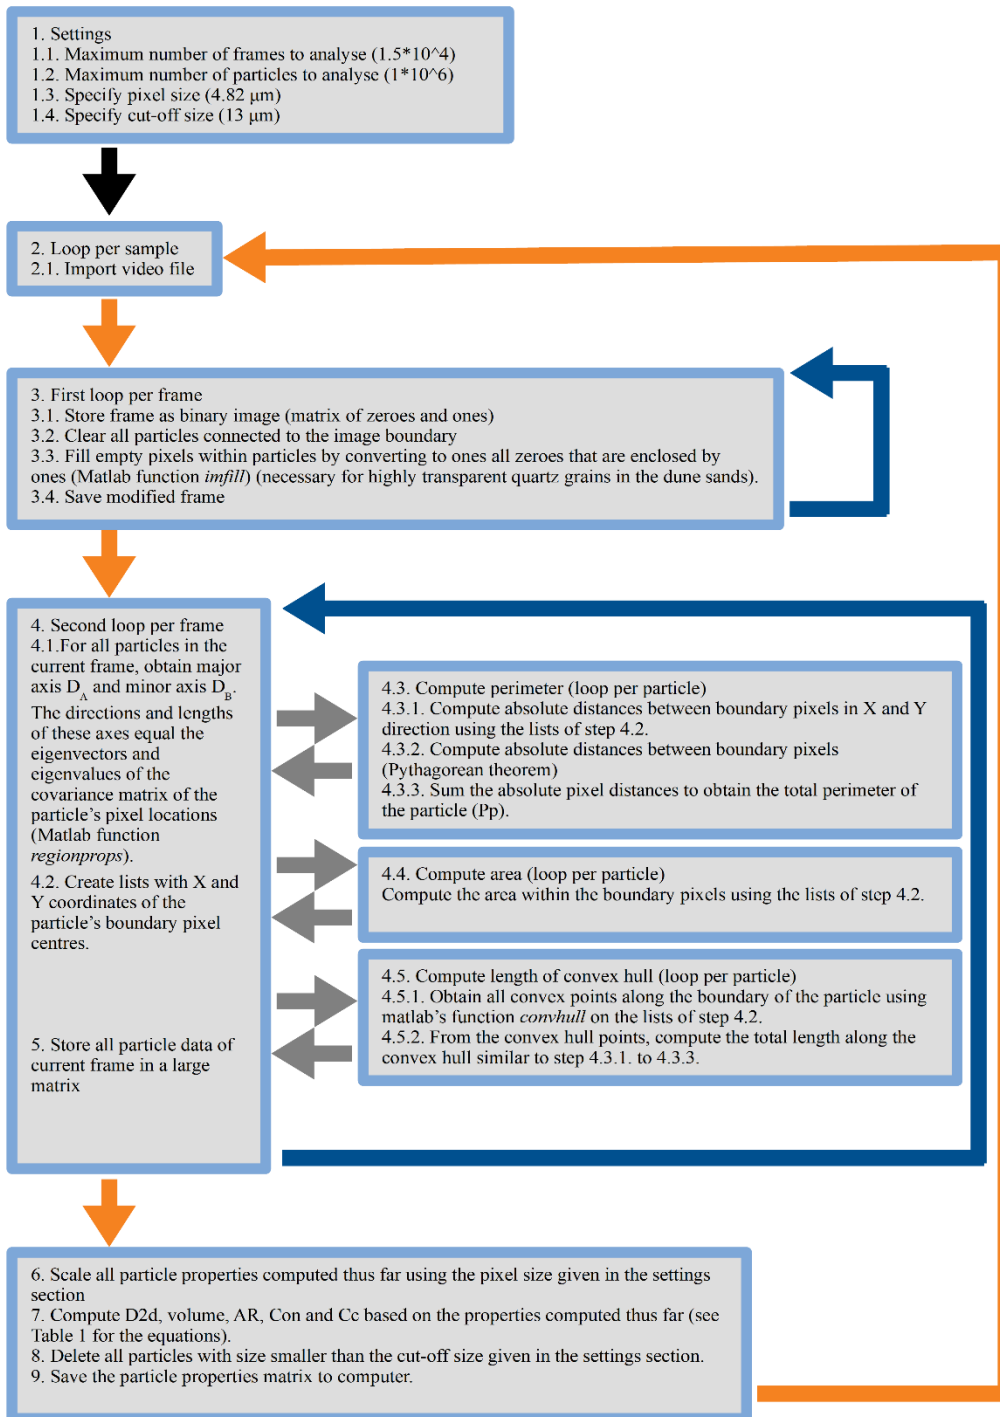 1. Settings
1.1. Maximum number of frames to analyse (1.5*10^4)
1.2. Maximum number of particles to analyse (1*10^6)
1.3. Specify pixel size (4.82 μm)
1.4. Specify cut-off size (13 μm)
2. Loop per sample
2.1. Import video file
3. First loop per frame
3.1. Store frame as binary image (matrix of zeroes and ones)
3.2. Clear all particles connected to the image boundary
3.3. Fill empty pixels within particles by converting to ones all zeroes that are enclosed by
ones (Matlab function imfill) (necessary for highly transparent quartz grains in the dune sands).
3.4. Save modified frame
4. Second loop per frame
4.1.For all particles in the
current frame, obtain major
axis D_A and minor axis D_B.
The directions and lengths
of these axes equal the
eigenvectors and
eigenvalues of the
covariance matrix of the
particle's pixel locations
(Matlab function
regionprops).
4.2. Create lists with X and
Y coordinates of the
particle's boundary pixel
centres.
5. Store all particle data of
current frame in a large
matrix
4.3. Compute perimeter (loop per particle)
4.3.1. Compute absolute distances between boundary pixels in X and Y
direction using the lists of step 4.2.
4.3.2. Compute absolute distances between boundary pixels
(Pythagorean theorem)
4.3.3. Sum the absolute pixel distances to obtain the total perimeter of
the particle (Pp).
4.4. Compute area (loop per particle)
Compute the area within the boundary pixels using the lists of step 4.2.
4.5. Compute length of convex hull (loop per particle)
4.5.1. Obtain all convex points along the boundary of the particle using
matlab's function convhull on the lists of step 4.2.
4.5.2. From the convex hull points, compute the total length along the
convex hull similar to step 4.3.1. to 4.3.3.
6. Scale all particle properties computed thus far using the pixel size given in the settings
section
7. Compute D2d, volume, AR, Con and Cc based on the properties computed thus far (see
Table 1 for the equations).
8. Delete all particles with size smaller than the cut-off size given in the settings section.
9. Save the particle properties matrix to computer.